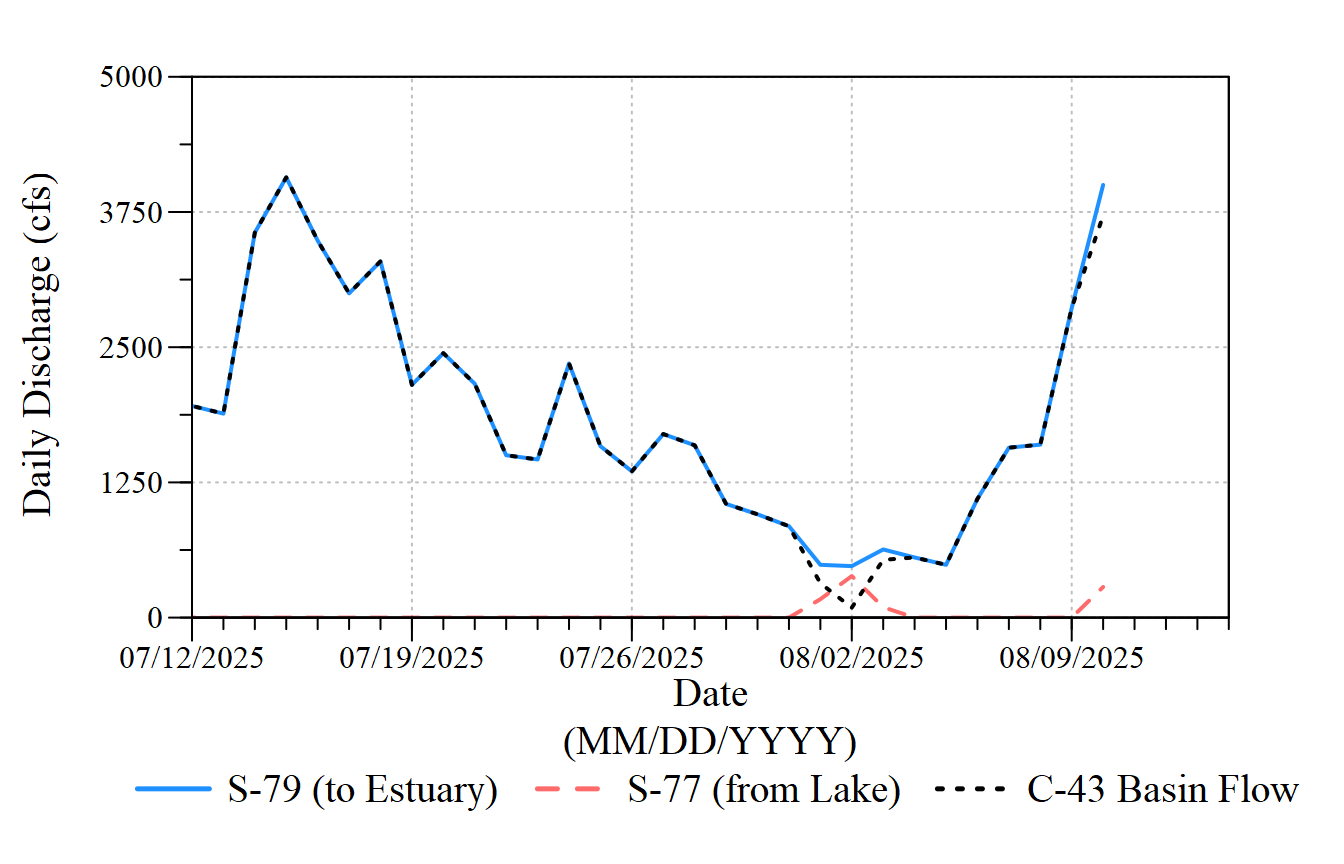 5000
3750
2500
1250
0
Daily Discharge (cfs)
07/12/2025 07/19/2025 07/26/2025 08/02/2025 08/09/2025
Date
(MM/DD/YYYY)
S-79 (to Estuary) S-77 (from Lake) C-43 Basin Flow